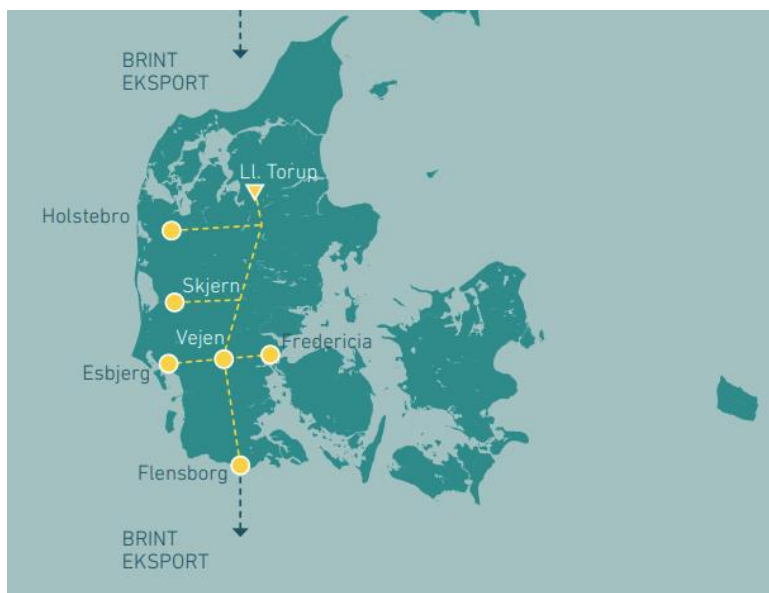 BRINT
EKSPORT
Ll. Torup
Holstebro
Skjern
Vejen
Fredericia
Esbjerg
Flensborg
BRINT
EKSPORT